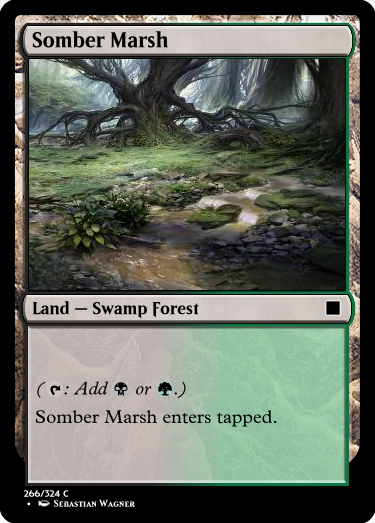 Somber Marsh
Land — Swamp Forest
( : Add or .)
Somber Marsh enters tapped.
266/324 C
• Sebastian Wagner